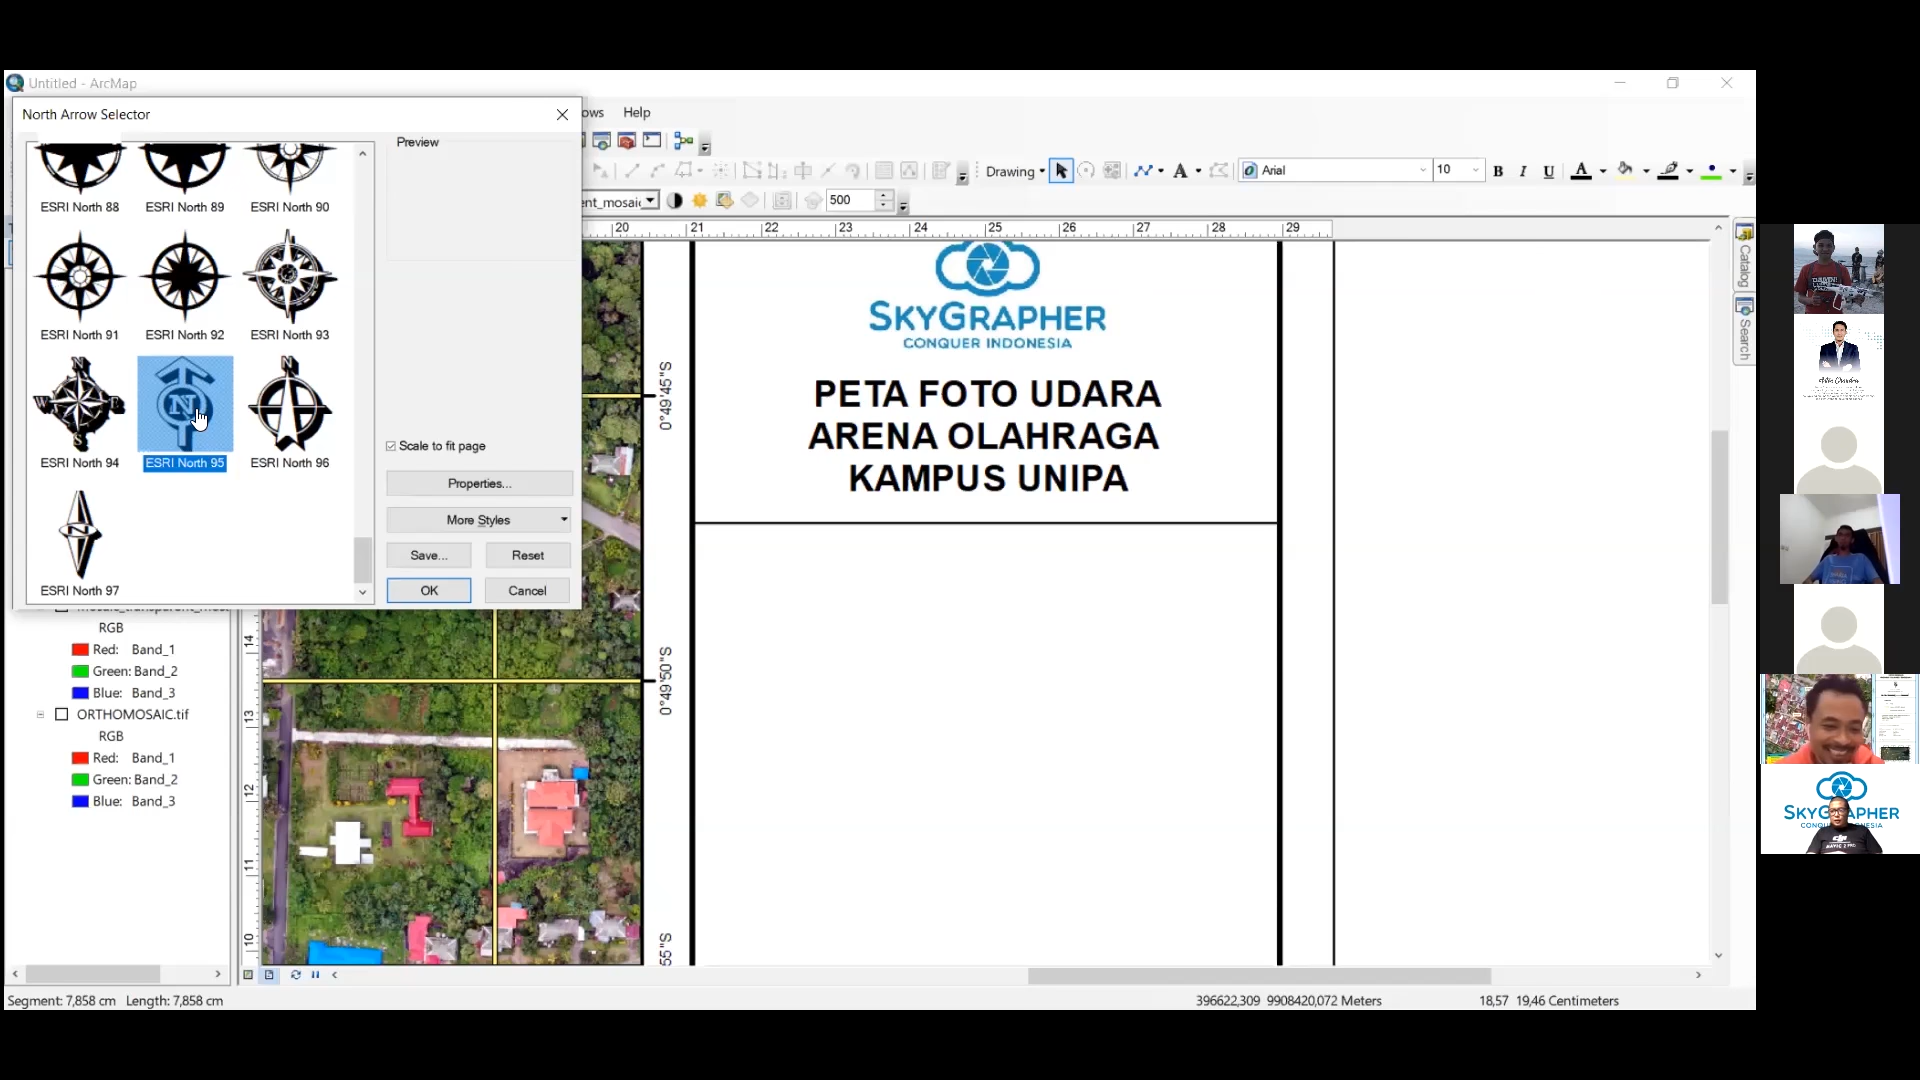 Untitled - ArcMap
North Arrow Selector
ows Help
Preview
ESRI North 88 ESRI North 89 ESRI North 90
ESRI North 91 ESRI North 92 ESRI North 93
ESRI North 94 ESRI North 95 ESRI North 96
ESRI North 97
Scale to fit page
Properties...
More Styles
Save... Reset
OK Cancel
Drawing
Arial
10
B I U A
ent_mosaic
500
20 21 22 23 24 25 26 27 28 29
Catalog
Search
SKYGRAPHER
CONQUER INDONESIA
PETA FOTO UDARA
ARENA OLAHRAGA
KAMPUS UNIPA
0°49'45"S
0°49'50"S
55"S
14
13
12
11
10
RGB
Red: Band_1
Green: Band_2
Blue: Band_3
ORTHOMOSAIC.tif
RGB
Red: Band_1
Green: Band_2
Blue: Band_3
Segment: 7,858 cm Length: 7,858 cm
396622,309 9908420,072 Meters
18,57 19,46 Centimeters
SKYGRAPHER